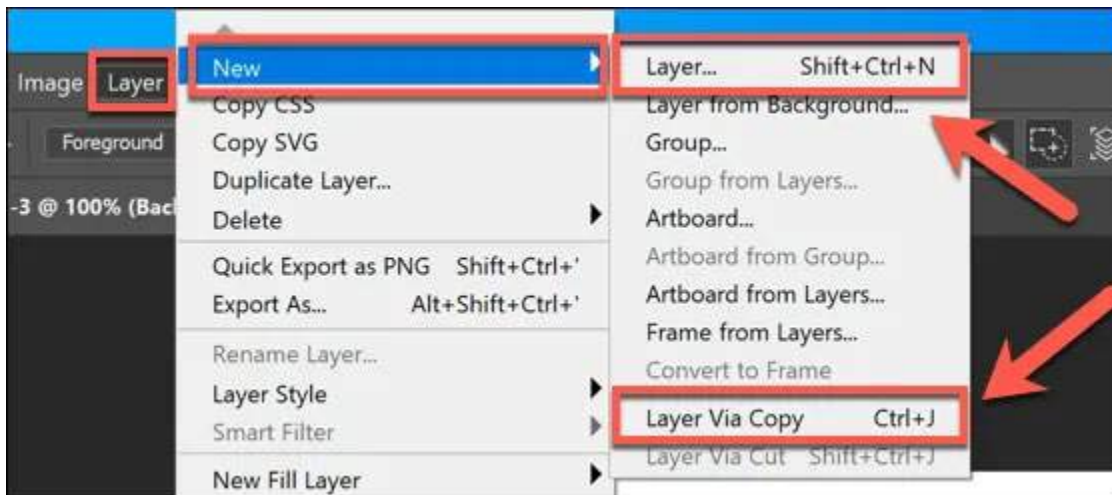 Image Layer
Foreground
-3 @ 100% (Bac
New
Copy CSS
Copy SVG
Duplicate Layer...
Delete
Quick Export as PNG Shift+Ctrl+'
Export As... Alt+Shift+Ctrl+'
Rename Layer...
Layer Style
Smart Filter
New Fill Layer
Layer... Shift+Ctrl+N
Layer from Background...
Group...
Group from Layers...
Artboard...
Artboard from Group...
Artboard from Layers...
Frame from Layers...
Convert to Frame
Layer Via Copy Ctrl+J
Layer Via Cut Shift+Ctrl+J